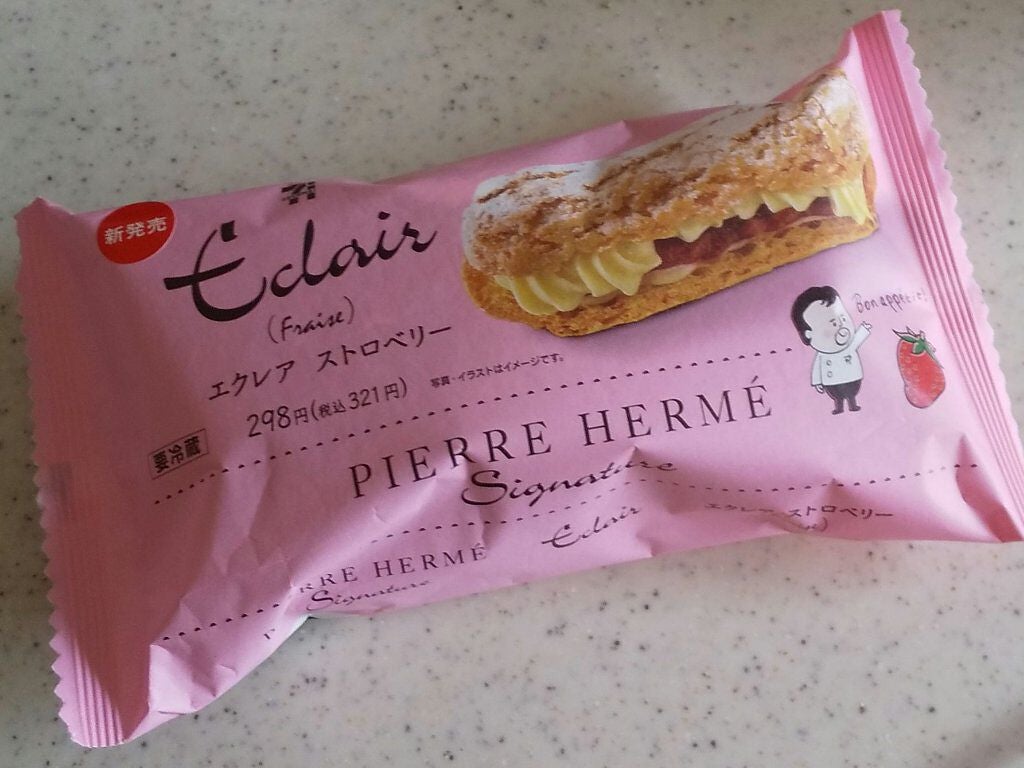 新発売
Eclair
(Fraise)
エクレア ストロベリー
298円(税込321円)
写真・イラストはイメージです。
要冷蔵
Bon appétit!
PIERRE HERMÉ
Signature
Eclair
エクレア ストロベリー
RRE HERMÉ
Signature